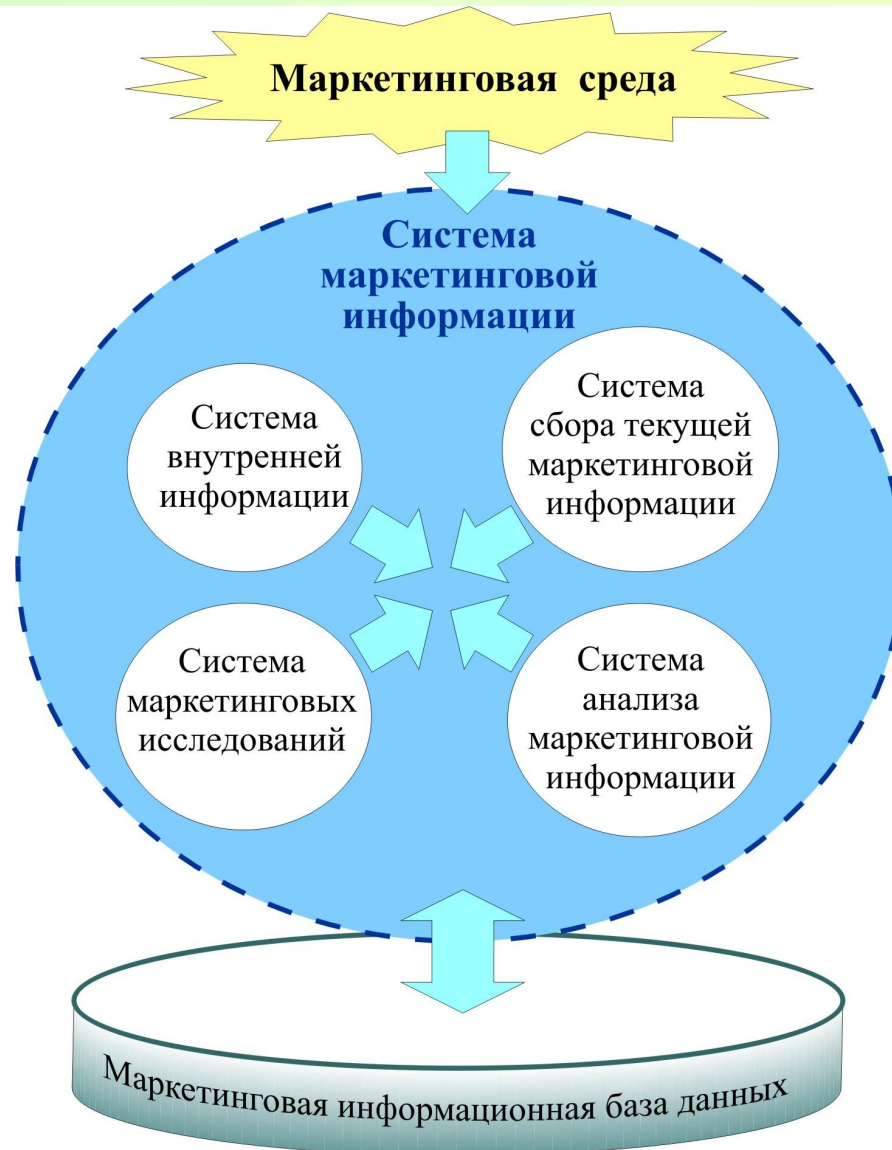 Маркетинговая среда
Система
маркетинговой
информации
Система
внутренней
информации
Система
сбора текущей
маркетинговой
информации
Система
маркетинговых
исследований
Система
анализа
маркетинговой
информации
Маркетинговая информационная база данных